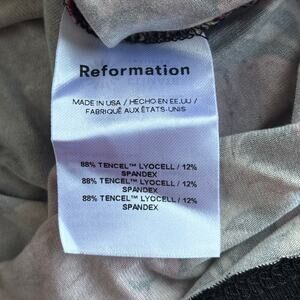 Reformation
MADE IN USA / HECHO EN EE.UU /
FABRIQUÉ AUX ÉTATS-UNIS
88% TENCEL™ LYOCELL / 12%
SPANDEX
88% TENCEL™ LYOCELL / 12%
SPANDEX
88% TENCEL™ LYOCELL / 12%
SPANDEX